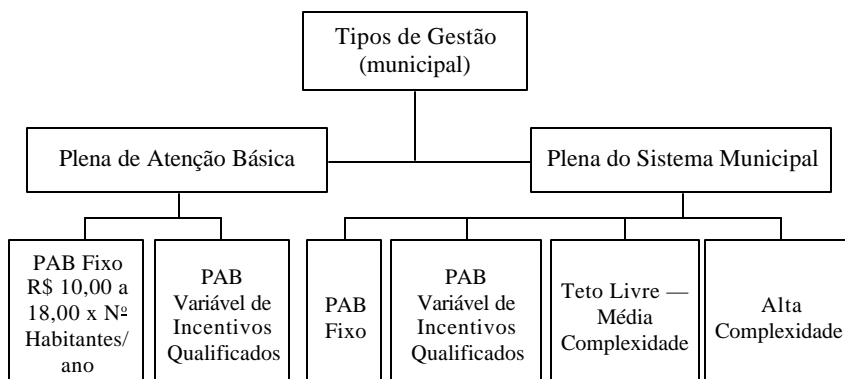 Tipos de Gestão
(municipal)
Plena de Atenção Básica
Plena do Sistema Municipal
PAB Fixo
R$ 10,00 a
18,00 x Nº
Habitantes/
ano
PAB
Variável de
Incentivos
Qualificados
PAB
Fixo
PAB
Variável de
Incentivos
Qualificados
Teto Livre —
Média
Complexidade
Alta
Complexidade